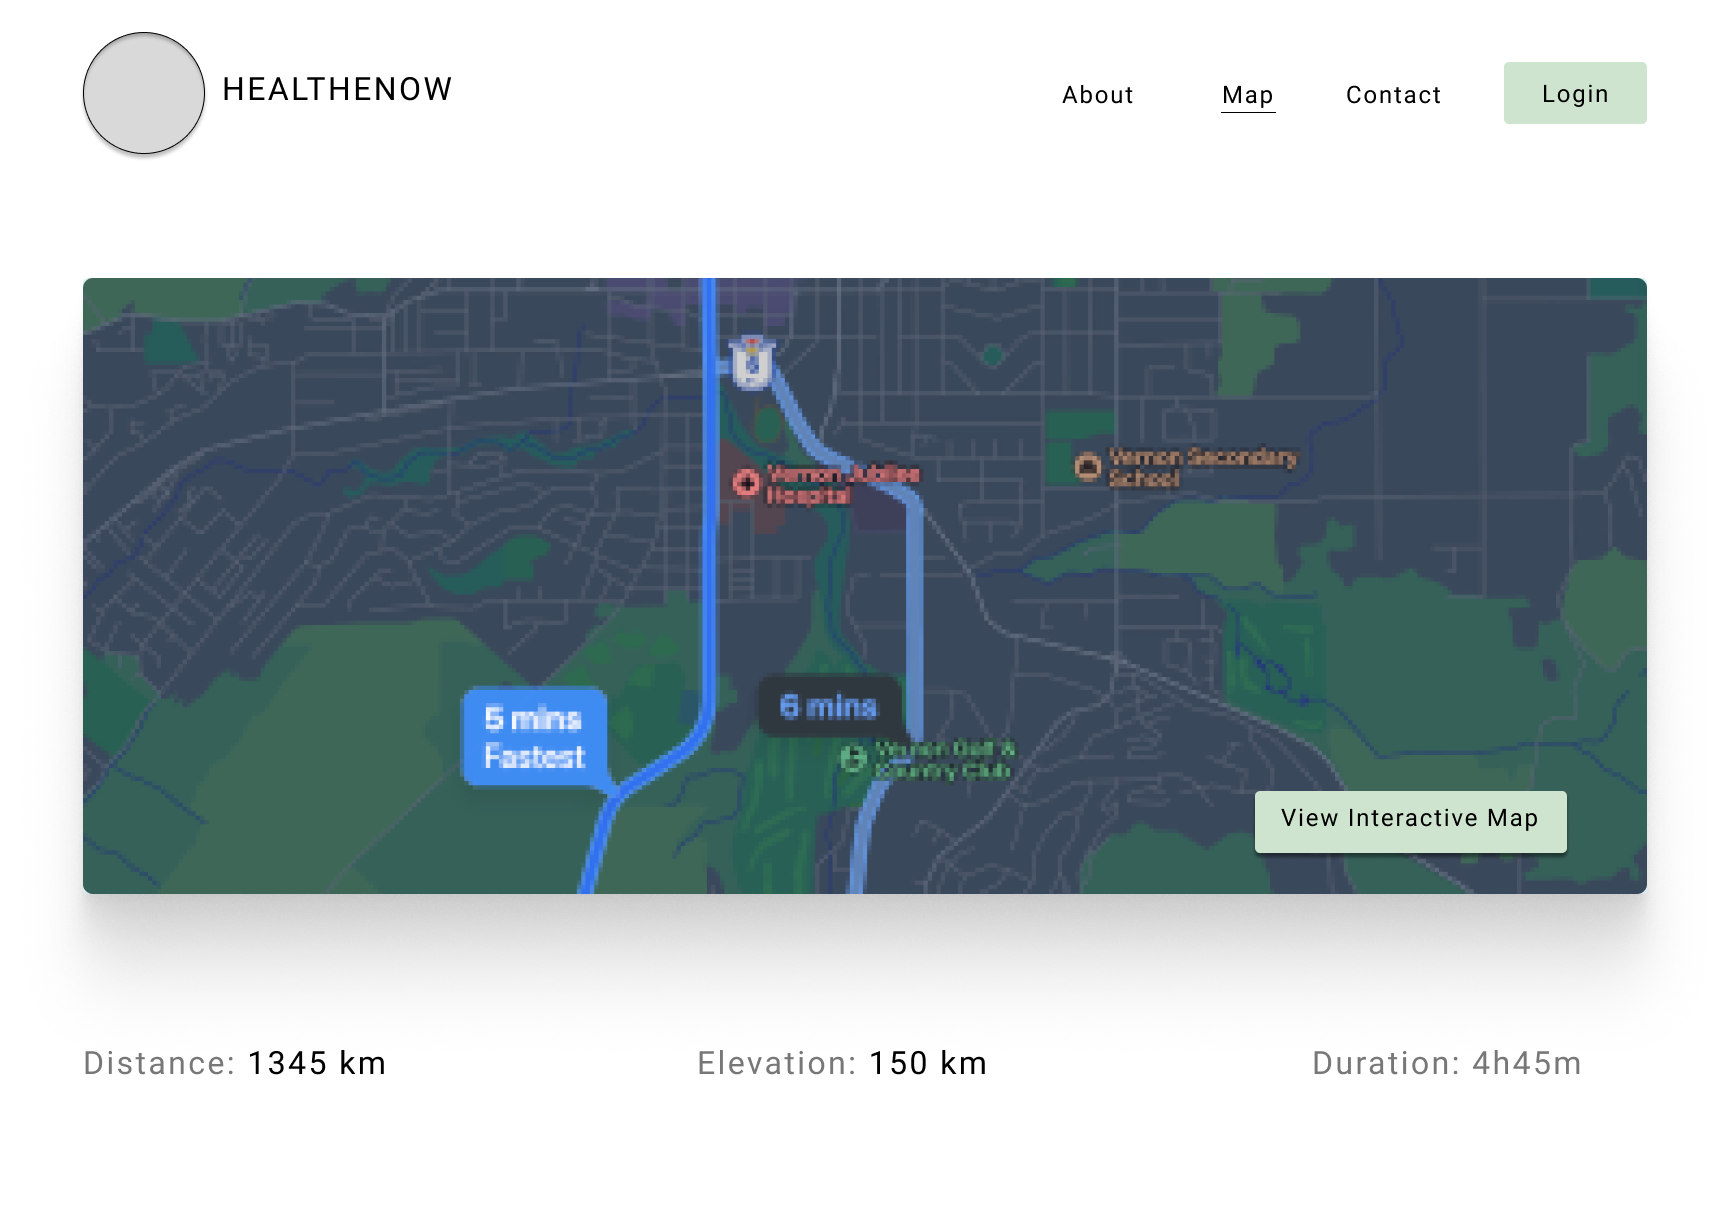 HEALTHENOW
About Map Contact Login
Vernon Jubilee
Hospital
Vernon Secondary
School
5 mins
Fastest
6 mins
Vernon Golf &
Country Club
View Interactive Map
Distance: 1345 km Elevation: 150 km Duration: 4h45m